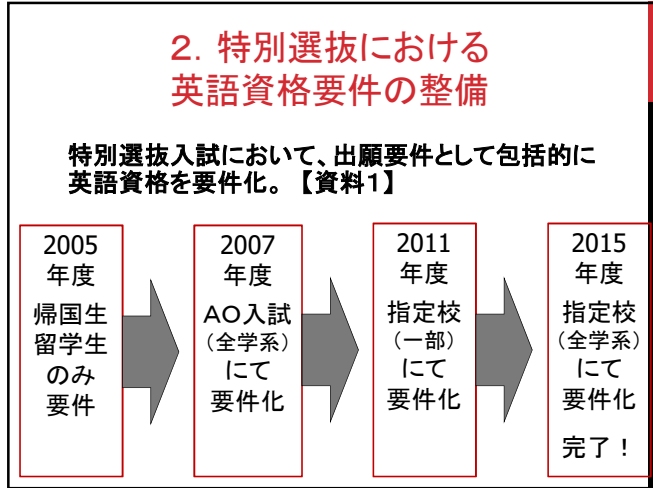 ２．特別選抜における
英語資格要件の整備
特別選抜入試において、出願要件として包括的に
英語資格を要件化。【資料１】
2005
年度
帰国生
留学生
のみ
要件
2007
年度
ＡＯ入試
（全学系）
にて
要件化
2011
年度
指定校
（一部）
にて
要件化
2015
年度
指定校
（全学系）
にて
要件化
完了！